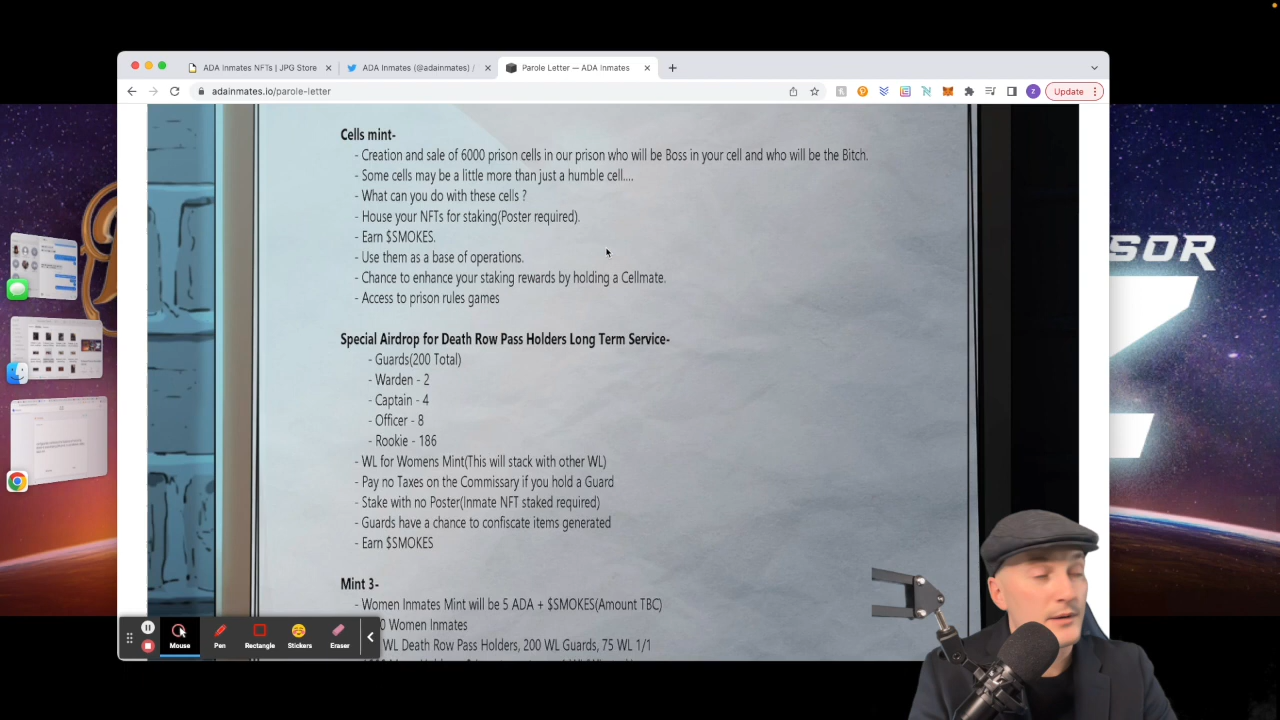 ADA Inmates NFTs | JPG Store
ADA Inmates (@adainmates) /
Parole Letter — ADA Inmates
adainmates.io/parole-letter
Update
Cells mint-
- Creation and sale of 6000 prison cells in our prison who will be Boss in your cell and who will be the Bitch.
- Some cells may be a little more than just a humble cell....
- What can you do with these cells ?
- House your NFTs for staking(Poster required).
- Earn $SMOKES.
- Use them as a base of operations.
- Chance to enhance your staking rewards by holding a Cellmate.
- Access to prison rules games
Special Airdrop for Death Row Pass Holders Long Term Service-
- Guards(200 Total)
- Warden - 2
- Captain - 4
- Officer - 8
- Rookie - 186
- WL for Womens Mint(This will stack with other WL)
- Pay no Taxes on the Commissary if you hold a Guard
- Stake with no Poster(Inmate NFT staked required)
- Guards have a chance to confiscate items generated
- Earn $SMOKES
Mint 3-
- Women Inmates Mint will be 5 ADA + $SMOKES(Amount TBC)
Women Inmates
WL Death Row Pass Holders, 200 WL Guards, 75 WL 1/1
Mouse
Pen
Rectangle
Stickers
Eraser
SOR